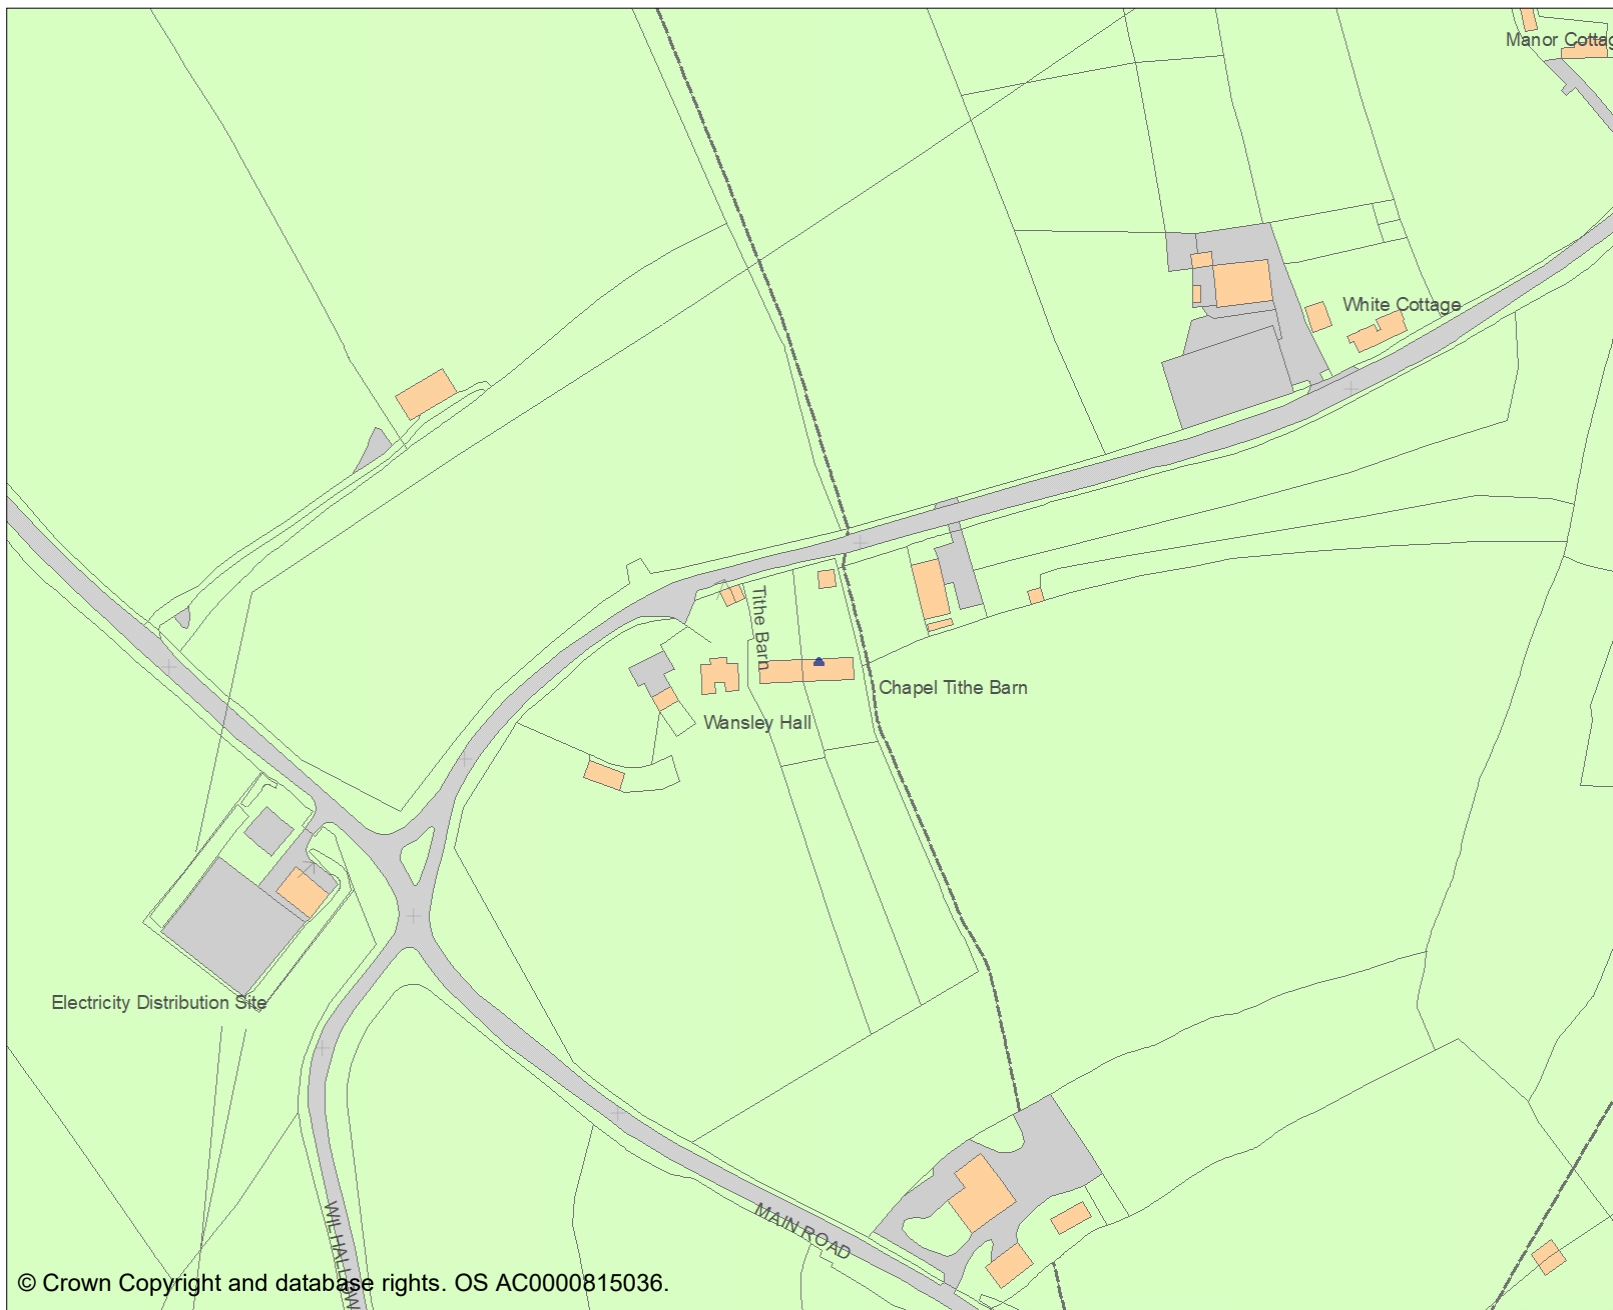 Manor Cottag
White Cottage
Tithe Barn
Chapel Tithe Barn
Wansley Hall
Electricity Distribution Site
MAIN ROAD
WILHALLOW
© Crown Copyright and database rights. OS AC0000815036.